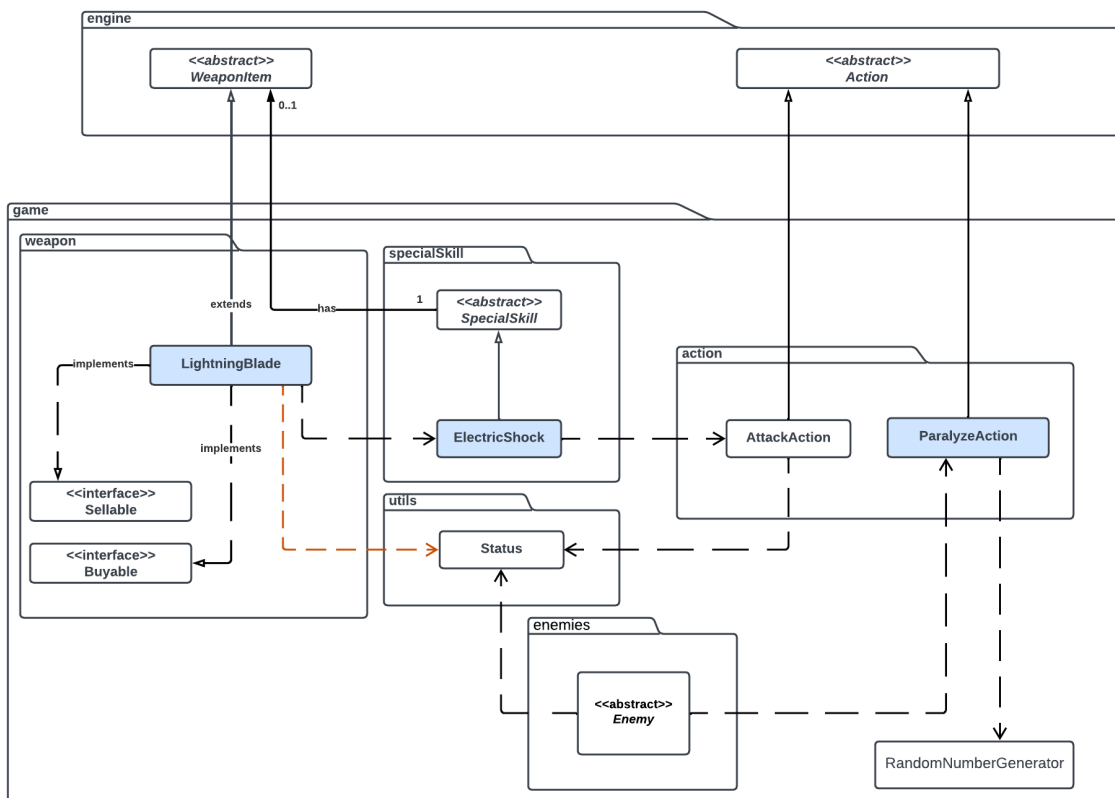 engine
<<abstract>>
WeaponItem
<<abstract>>
Action
0..1
game
weapon
specialSkill
extends
has
1
<<abstract>>
SpecialSkill
implements
LightningBlade
action
implements
ElectricShock
AttackAction
ParalyzeAction
<<interface>>
Sellable
utils
Status
<<interface>>
Buyable
enemies
<<abstract>>
Enemy
RandomNumberGenerator